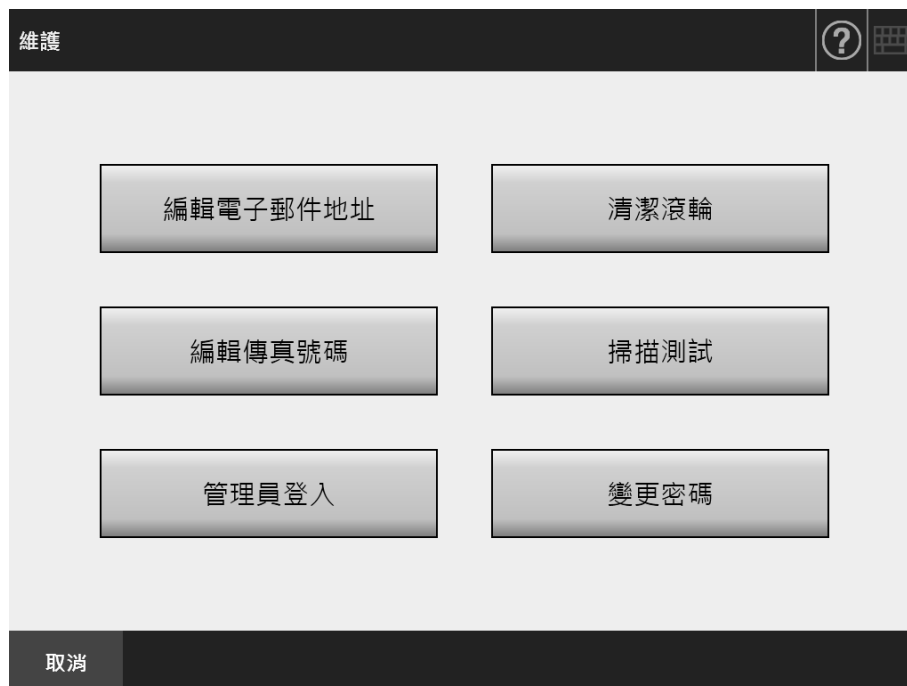 維護
編輯電子郵件地址
清潔滾輪
編輯傳真號碼
掃描測試
管理員登入
變更密碼
取消